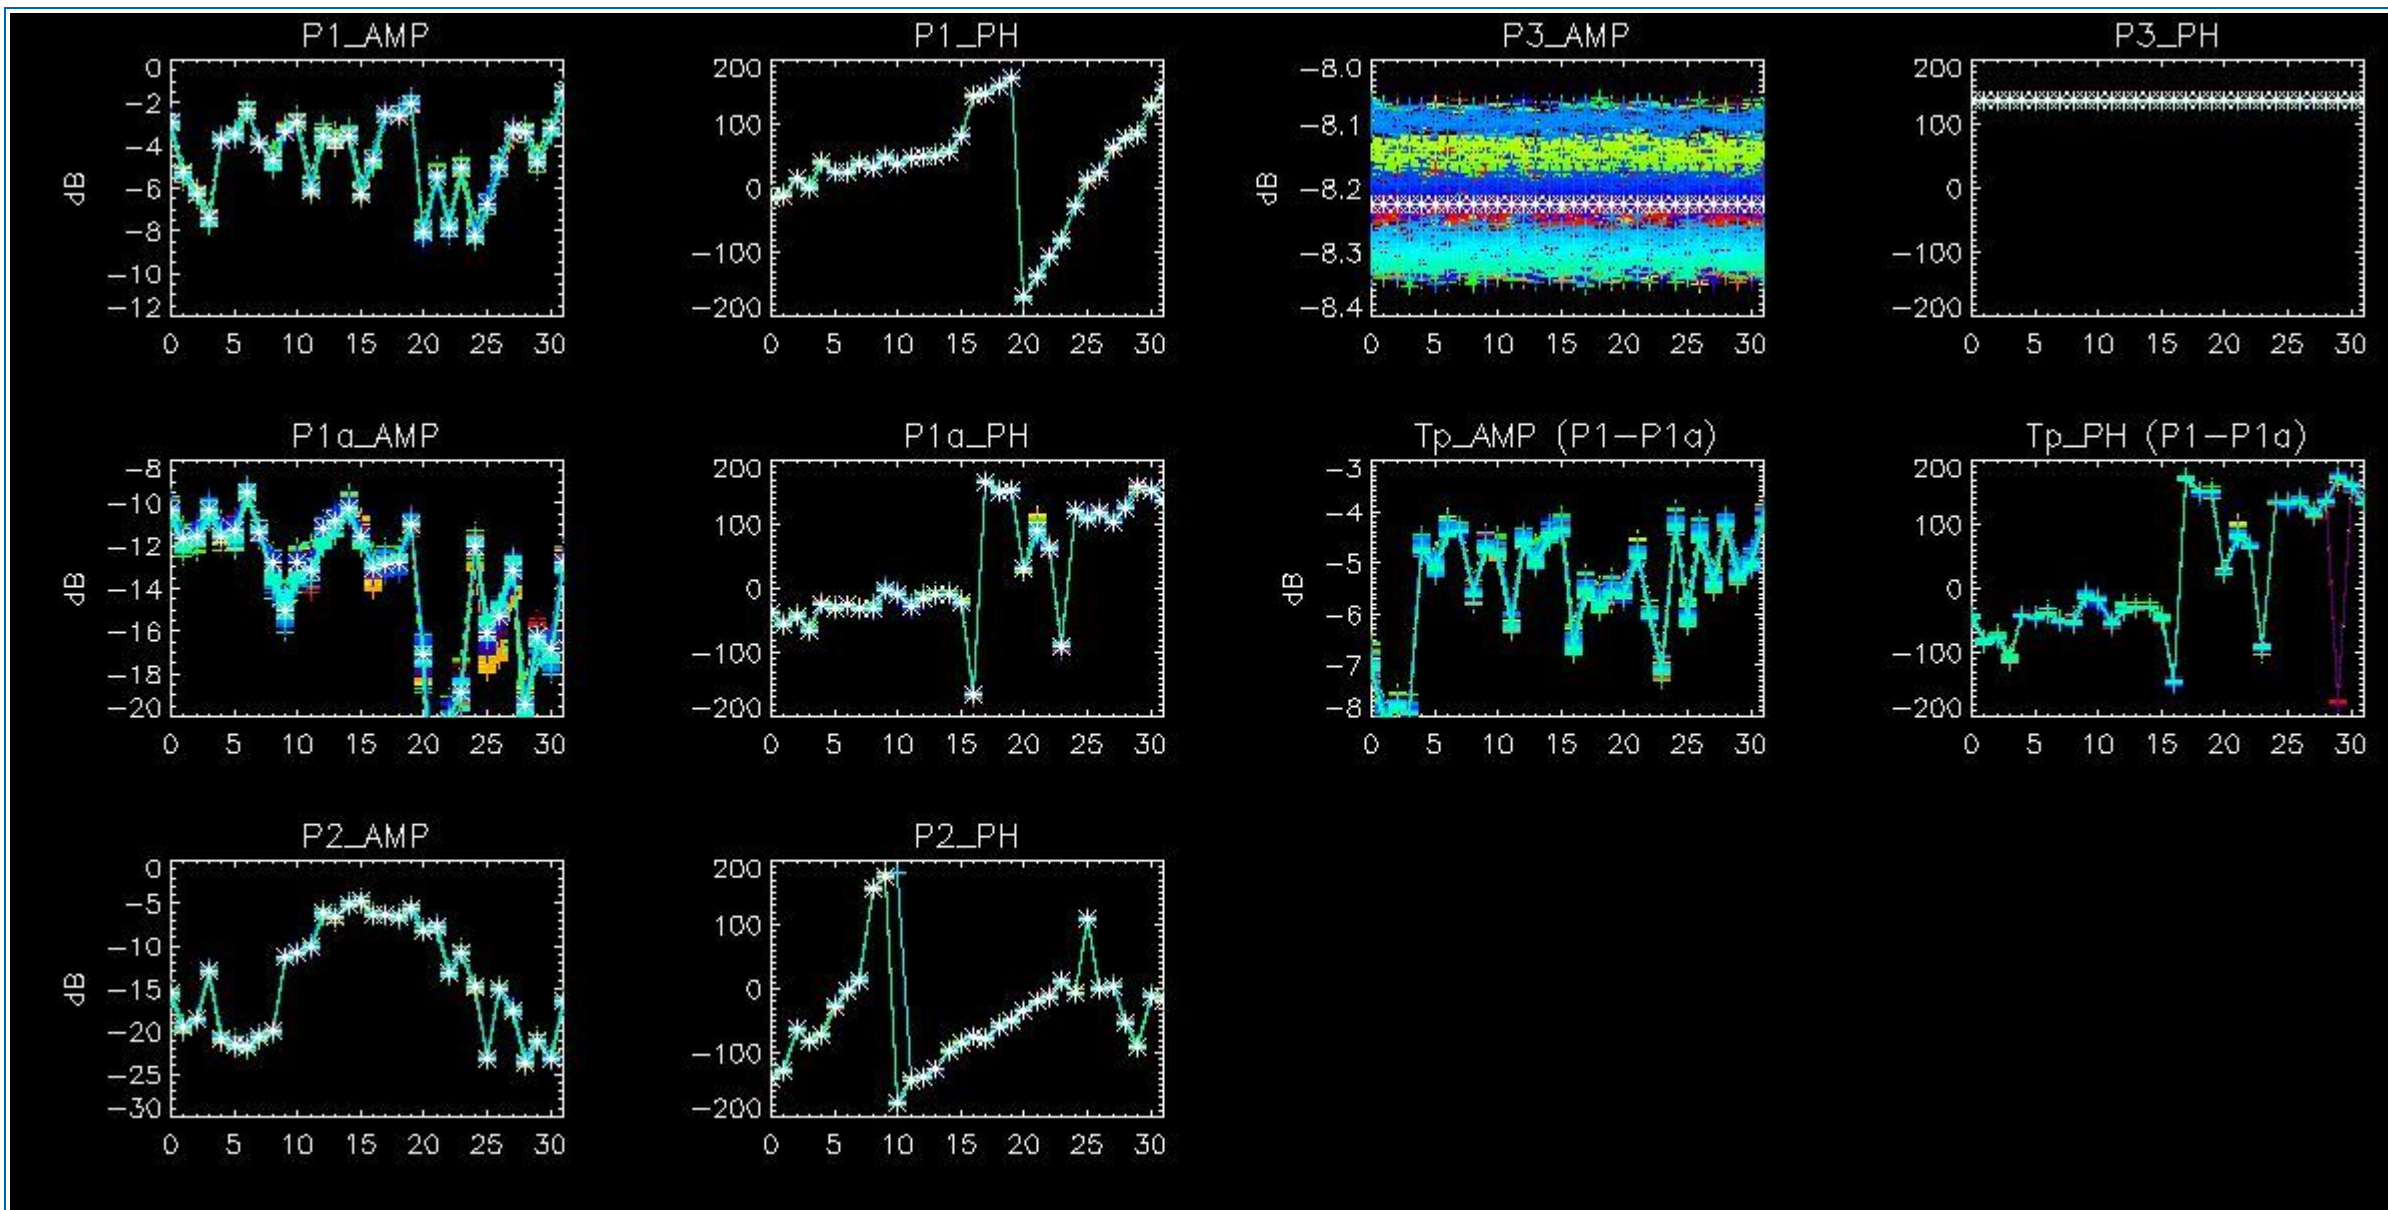 P1_AMP P1_PH P3_AMP P3_PH
0 200 -8.0 200
-2
100 -8.1 100
-4
dB -6 0 dB -8.2 0
-8
-100 -8.3 -100
-10
-12 -200 -8.4 -200
0 5 10 15 20 25 30 0 5 10 15 20 25 30 0 5 10 15 20 25 30 0 5 10 15 20 25 30
P1a_AMP P1a_PH Tp_AMP (P1-P1a) Tp_PH (P1-P1a)
-8 200 -3 200
-10
-4
100 100
-12
-5
dB -14 0 dB 0
-6
-16
-100 -100
-18 -7
-20 -200 -8 -200
0 5 10 15 20 25 30 0 5 10 15 20 25 30 0 5 10 15 20 25 30 0 5 10 15 20 25 30
P2_AMP P2_PH
0 200
-5
100
-10
dB -15 0
-20
-100
-25
-30 -200
0 5 10 15 20 25 30 0 5 10 15 20 25 30